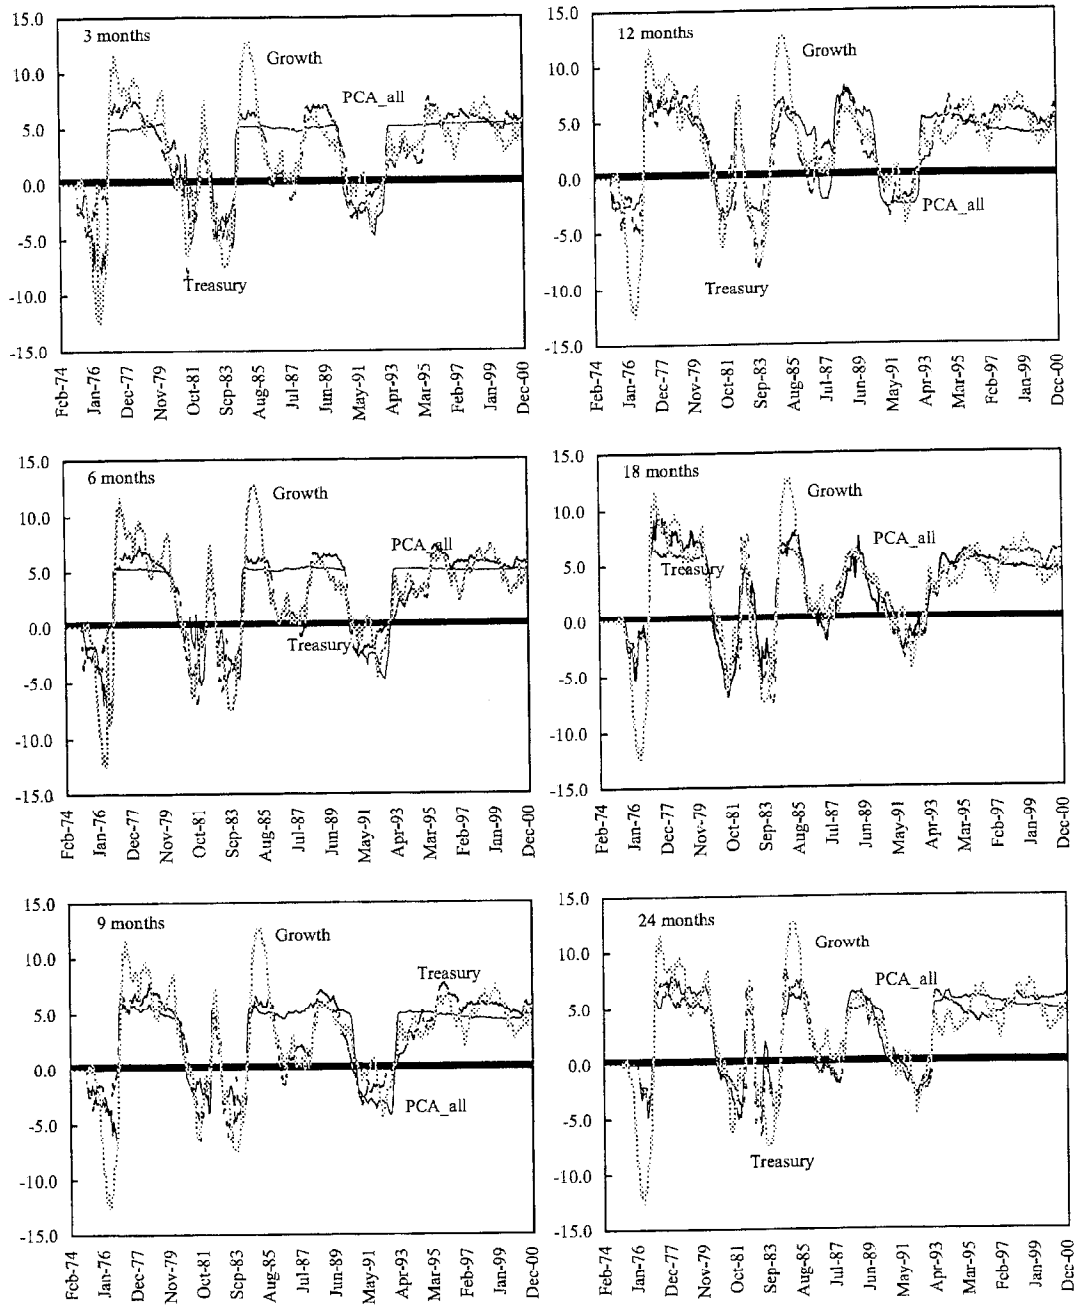 3 months
Growth
PCA_all
Treasury
15.0
10.0
5.0
0.0
-5.0
-10.0
-15.0
Feb-74
Jan-76
Dec-77
Nov-79
Oct-81
Sep-83
Aug-85
Jul-87
Jun-89
May-91
Apr-93
Mar-95
Feb-97
Jan-99
Dec-00
12 months
Growth
PCA_all
Treasury
15.0
10.0
5.0
0.0
-5.0
-10.0
-15.0
Feb-74
Jan-76
Dec-77
Nov-79
Oct-81
Sep-83
Aug-85
Jul-87
Jun-89
May-91
Apr-93
Mar-95
Feb-97
Jan-99
Dec-00
6 months
Growth
PCA_all
Treasury
15.0
10.0
5.0
0.0
-5.0
-10.0
-15.0
Feb-74
Jan-76
Dec-77
Nov-79
Oct-81
Sep-83
Aug-85
Jul-87
Jun-89
May-91
Apr-93
Mar-95
Feb-97
Jan-99
Dec-00
18 months
Growth
PCA_all
Treasury
15.0
10.0
5.0
0.0
-5.0
-10.0
-15.0
Feb-74
Jan-76
Dec-77
Nov-79
Oct-81
Sep-83
Aug-85
Jul-87
Jun-89
May-91
Apr-93
Mar-95
Feb-97
Jan-99
Dec-00
9 months
Growth
Treasury
PCA_all
15.0
10.0
5.0
0.0
-5.0
-10.0
-15.0
Feb-74
Jan-76
Dec-77
Nov-79
Oct-81
Sep-83
Aug-85
Jul-87
Jun-89
May-91
Apr-93
Mar-95
Feb-97
Jan-99
Dec-00
24 months
Growth
PCA_all
Treasury
15.0
10.0
5.0
0.0
-5.0
-10.0
-15.0
Feb-74
Jan-76
Dec-77
Nov-79
Oct-81
Sep-83
Aug-85
Jul-87
Jun-89
May-91
Apr-93
Mar-95
Feb-97
Jan-99
Dec-00